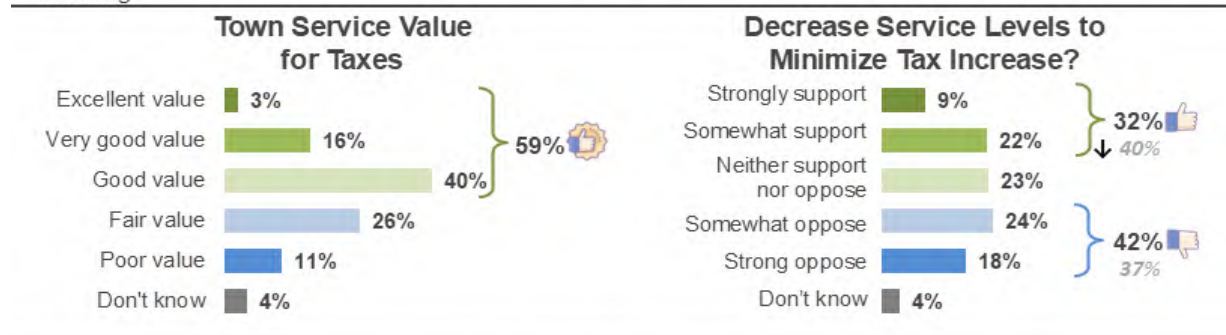 Town Service Value
for Taxes
Excellent value 3%
Very good value 16%
59%
Good value 40%
Fair value 26%
Poor value 11%
Don't know 4%
Decrease Service Levels to
Minimize Tax Increase?
Strongly support 9%
32%
Somewhat support 22%
40%
Neither support
nor oppose 23%
Somewhat oppose 24%
42%
Strong oppose 18%
37%
Don't know 4%